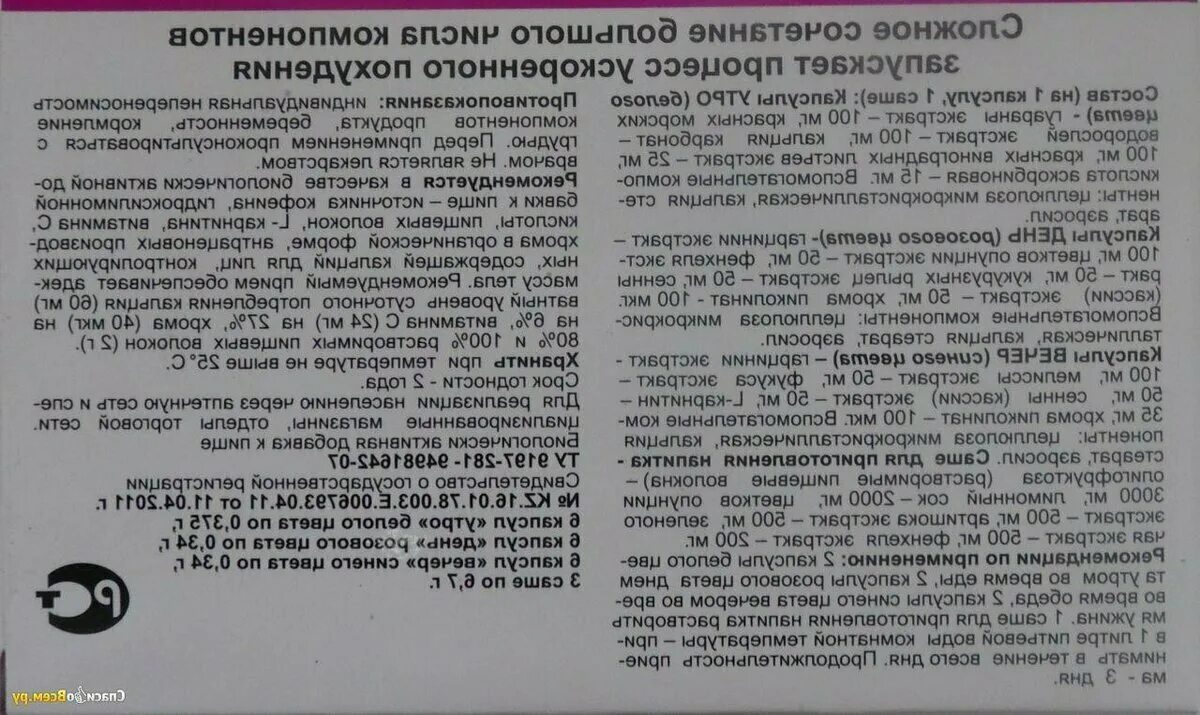 Сложное сочетание большого числа компонентов
запускает процесс ускоренного похудения
Состав (на 1 капсулу, 1 саше): Капсулы УТРО (белого
цвета) - гуараны экстракт – 100 мг, красных морских
водорослей экстракт – 100 мг, кальция карбонат –
100 мг, красных виноградных листьев экстракт – 25 мг,
кислота аскорбиновая – 15 мг. Вспомогательные компо-
ненты: целлюлоза микрокристаллическая, кальция сте-
арат, аэросил.
Капсулы ДЕНЬ (розового цвета)- гарцинии экстракт –
100 мг, цветков опунции экстракт – 50 мг, фенхеля экст-
ракт – 50 мг, кукурузных рылец экстракт – 50 мг, сенны
(кассии) экстракт – 50 мг, хрома пиколинат - 100 мкг.
Вспомогательные компоненты: целлюлоза микрокрис-
таллическая, кальция стеарат, аэросил.
Капсулы ВЕЧЕР (синего цвета) – гарцинии экстракт -
100 мг, мелиссы экстракт – 50 мг, фукуса экстракт –
50 мг, сенны (кассии) экстракт – 50 мг, L-карнитин –
35 мг, хрома пиколинат – 100 мкг. Вспомогательные ком-
поненты: целлюлоза микрокристаллическая, кальция
стеарат, аэросил. Саше для приготовления напитка -
олигофруктоза (растворимые пищевые волокна) –
3000 мг, лимонный сок – 2000 мг, цветков опунции
экстракт – 500 мг, артишока экстракт – 500 мг, зеленого
чая экстракт – 500 мг, фенхеля экстракт – 200 мг.
Рекомендации по применению: 2 капсулы белого цве-
та утром во время еды, 2 капсулы розового цвета днем
во время обеда, 2 капсулы синего цвета вечером во вре-
мя ужина. 1 саше для приготовления напитка растворить
в 1 литре питьевой воды комнатной температуры – при-
нимать в течение всего дня. Продолжительность прие-
ма - 3 дня.
Противопоказания: индивидуальная непереносимость
компонентов продукта, беременность, кормление
грудью. Перед применением проконсультироваться с
врачом. Не является лекарством.
Рекомендуется в качестве биологически активной до-
бавки к пище – источника кофеина, гидроксилимонной
кислоты, пищевых волокон, L- карнитина, витамина С,
хрома в органической форме, антраценовых производ-
ных, содержащей кальций для лиц, контролирующих
массу тела. Рекомендуемый прием обеспечивает адек-
ватный уровень суточного потребления кальция (60 мг)
на 6%, витамина С (24 мг) на 27%, хрома (40 мкг) на
80% и 100% растворимых пищевых волокон (2 г).
Хранить при температуре не выше 25°С.
Срок годности - 2 года.
Для реализации населению через аптечную сеть и спе-
циализированные магазины, отделы торговой сети.
Биологически активная добавка к пище
ТУ 9197-281- 94981642-07
Свидетельство о государственной регистрации
№ KZ.16.01.78.003.Е.006793.04.11 от 11.04.2011 г.
6 капсул «утро» белого цвета по 0,375 г,
6 капсул «день» розового цвета по 0,34 г,
6 капсул «вечер» синего цвета по 0,34 г,
3 саше по 6,7 г.
РСТ
СпасибоВсем.ру